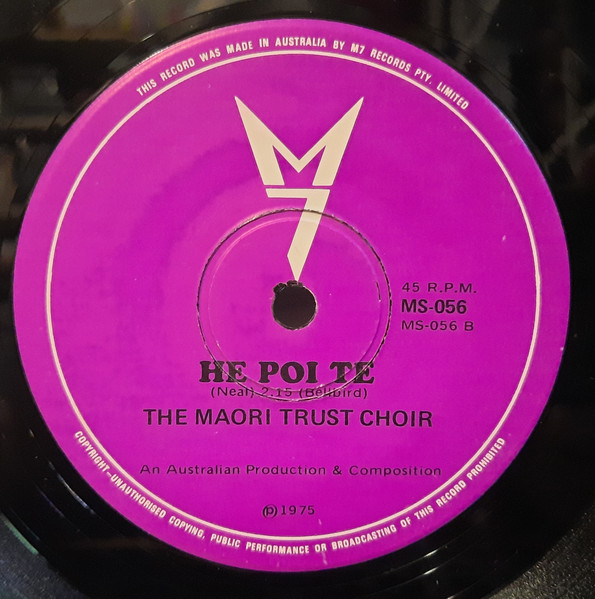 THIS RECORD WAS MADE IN AUSTRALIA BY M7 RECORDS PTY. LIMITED
M
7
45 R.P.M.
MS-056
MS-056 B
HE POI TE
(Neal) 2.15 (Bellbird)
THE MAORI TRUST CHOIR
An Australian Production & Composition
℗1975
COPYRIGHT—UNAUTHORISED COPYING, PUBLIC PERFORMANCE OR BROADCASTING OF THIS RECORD PROHIBITED